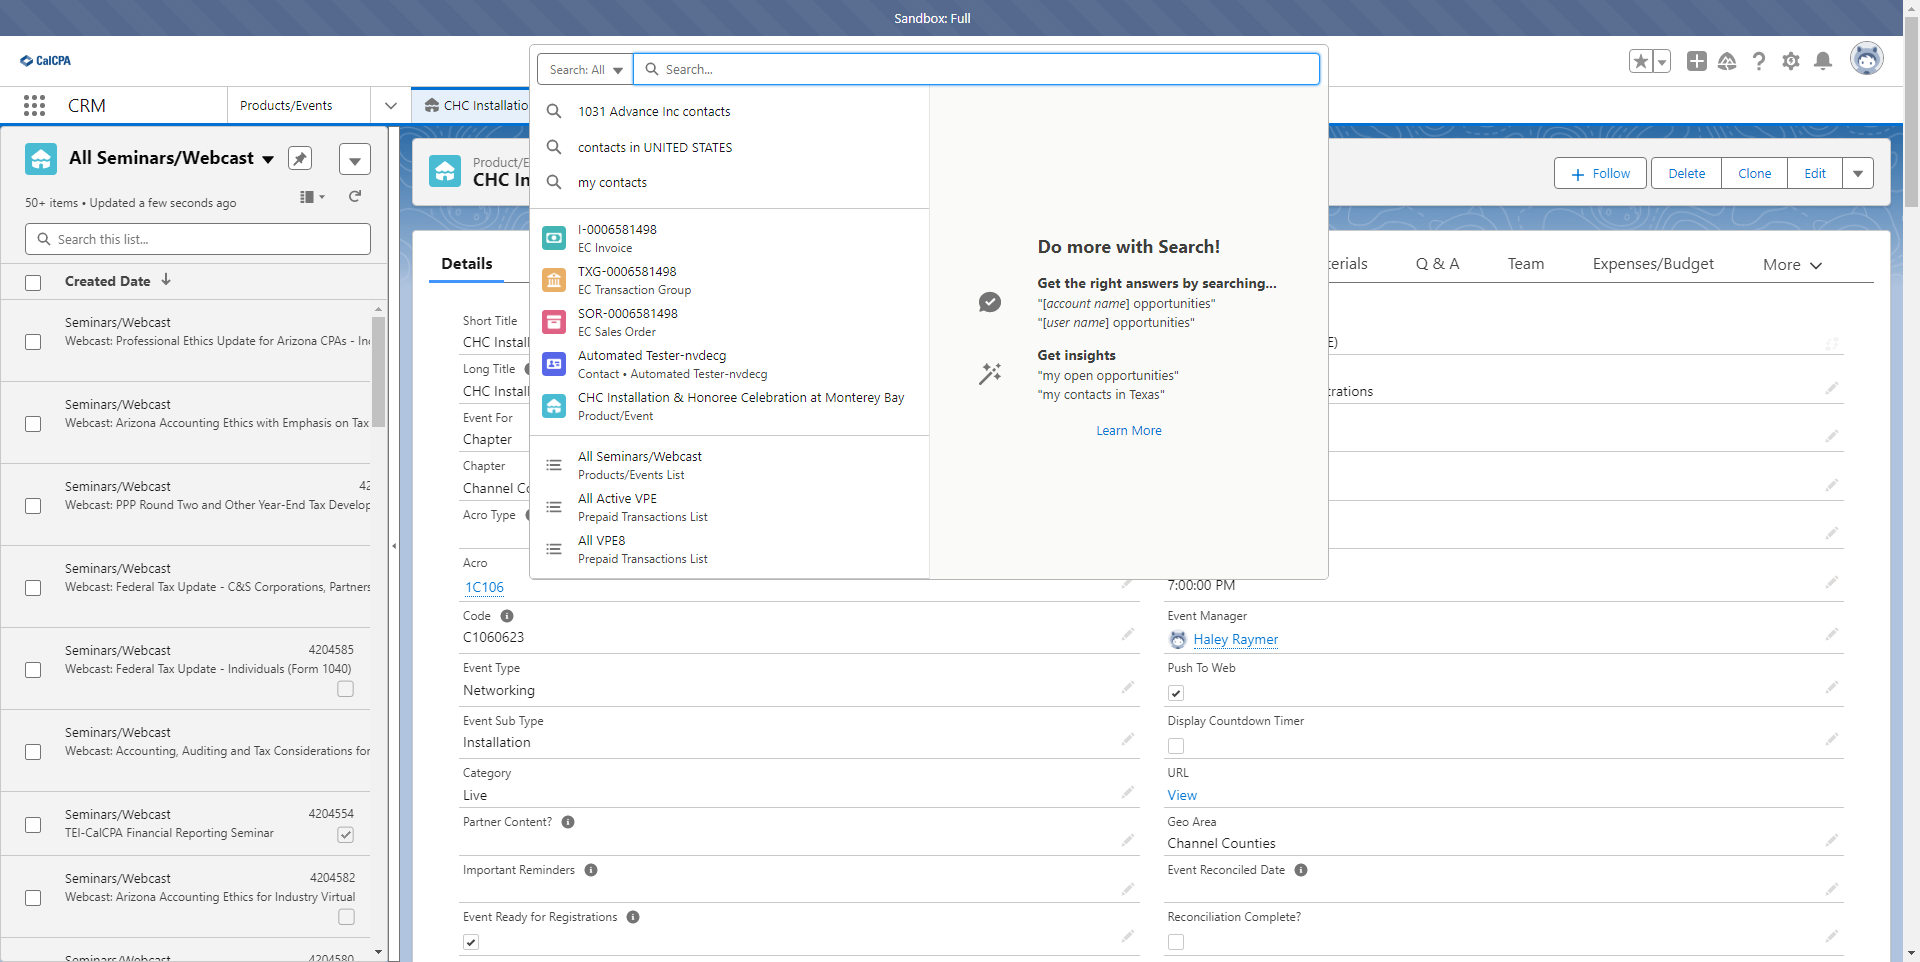 Sandbox: Full
CalCPA
Search: All
Search...
CRM
Products/Events
CHC Installatio
1031 Advance Inc contacts
contacts in UNITED STATES
my contacts
I-0006581498
EC Invoice
TXG-0006581498
EC Transaction Group
SOR-0006581498
EC Sales Order
Automated Tester-nvdecg
Contact • Automated Tester-nvdecg
CHC Installation & Honoree Celebration at Monterey Bay
Product/Event
All Seminars/Webcast
Products/Events List
All Active VPE
Prepaid Transactions List
All VPE8
Prepaid Transactions List
Do more with Search!
Get the right answers by searching...
"[account name] opportunities"
"[user name] opportunities"
Get insights
"my open opportunities"
"my contacts in Texas"
Learn More
All Seminars/Webcast
50+ items • Updated a few seconds ago
Search this list...
Created Date
Seminars/Webcast
Webcast: Professional Ethics Update for Arizona CPAs - In
Seminars/Webcast
Webcast: Arizona Accounting Ethics with Emphasis on Tax
Seminars/Webcast 42
Webcast: PPP Round Two and Other Year-End Tax Develop
Seminars/Webcast
Webcast: Federal Tax Update - C&S Corporations, Partners
Seminars/Webcast 4204585
Webcast: Federal Tax Update - Individuals (Form 1040)
Seminars/Webcast
Webcast: Accounting, Auditing and Tax Considerations for
Seminars/Webcast 4204554
TEI-CalCPA Financial Reporting Seminar
Seminars/Webcast 4204582
Webcast: Arizona Accounting Ethics for Industry Virtual
Seminars/Webcast 4204580
Product/E
CHC In
Follow
Delete
Clone
Edit
Details
terials
Q & A
Team
Expenses/Budget
More
Short Title
CHC Install
E)
Long Title
CHC Install
trations
Event For
Chapter
Chapter
Channel Co
Acro Type
Acro
1C106
7:00:00 PM
Code
C1060623
Event Manager
Haley Raymer
Event Type
Networking
Push To Web
Event Sub Type
Installation
Display Countdown Timer
Category
Live
URL
View
Partner Content?
Geo Area
Channel Counties
Important Reminders
Event Reconciled Date
Event Ready for Registrations
Reconciliation Complete?